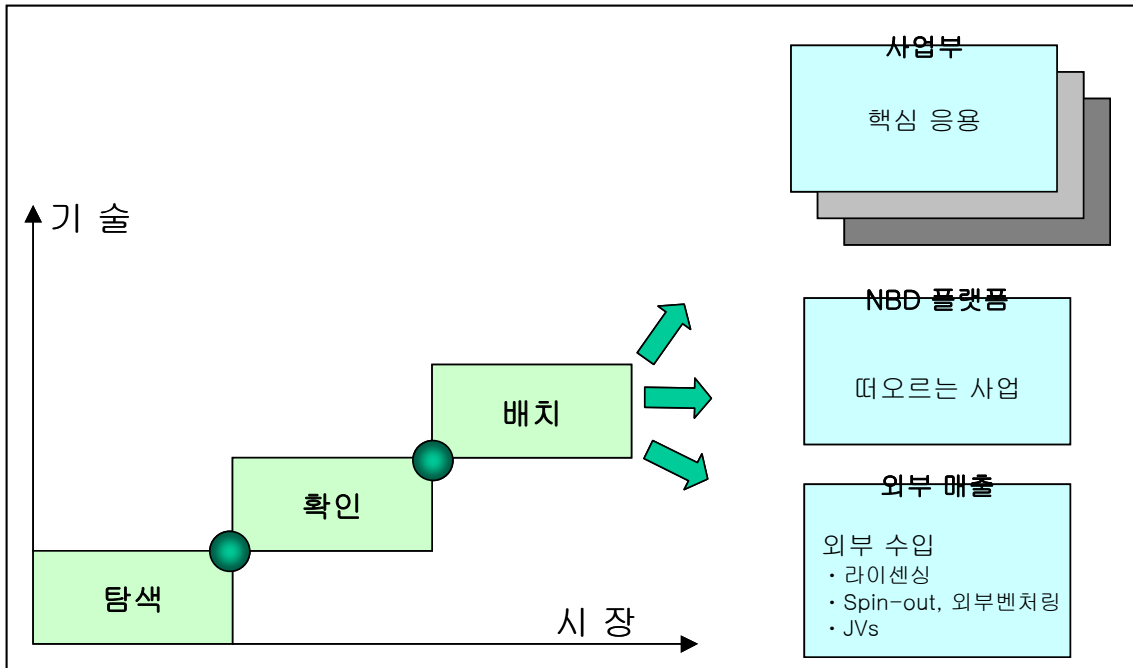 사업부
핵심 응용
기 술
NBD 플랫폼
떠오르는 사업
배치
확인
탐색
시 장
외부 매출
외부 수입
· 라이센싱
· Spin-out, 외부벤처링
· JVs